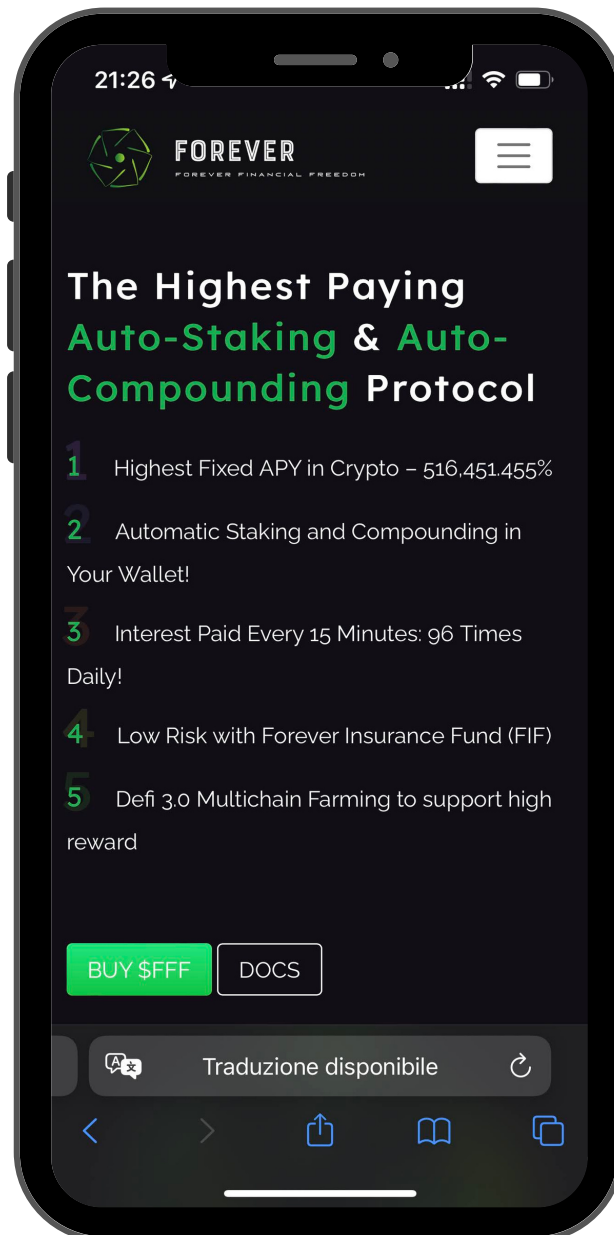 21:26
FOREVER
FOREVER FINANCIAL FREEDOM
The Highest Paying
Auto-Staking & Auto-
Compounding Protocol
1 Highest Fixed APY in Crypto – 516,451.455%
2 Automatic Staking and Compounding in
Your Wallet!
3 Interest Paid Every 15 Minutes: 96 Times
Daily!
4 Low Risk with Forever Insurance Fund (FIF)
5 Defi 3.0 Multichain Farming to support high
reward
BUY $FFF DOCS
Traduzione disponibile